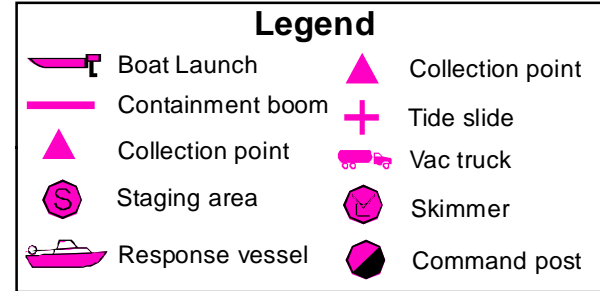 Legend
Boat Launch
Containment boom
Collection point
S
Staging area
Response vessel
Collection point
Tide slide
Vac truck
Skimmer
Command post